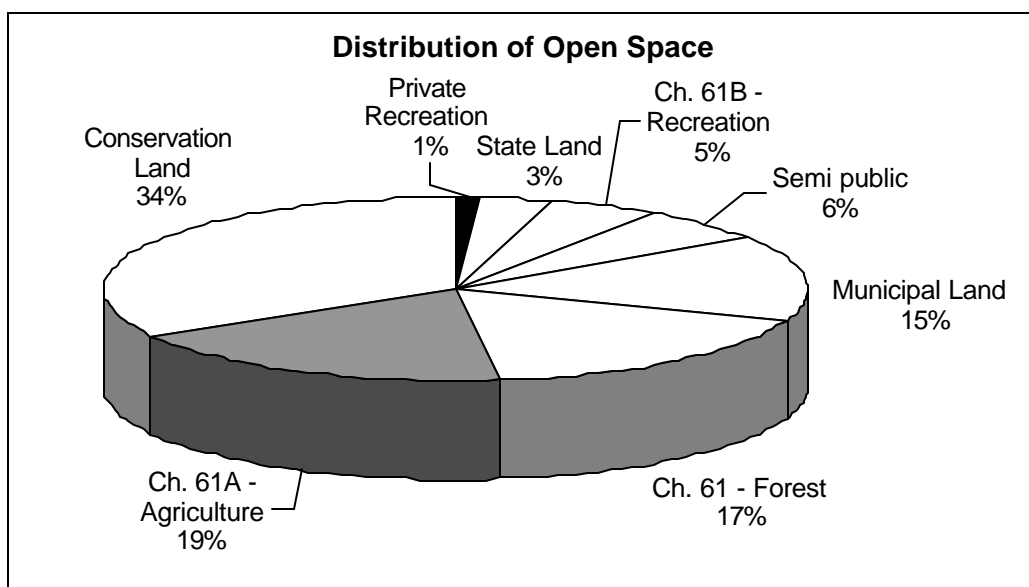 Distribution of Open Space
Private
Recreation
1%
State Land
3%
Ch. 61B -
Recreation
5%
Semi public
6%
Municipal Land
15%
Ch. 61 - Forest
17%
Ch. 61A -
Agriculture
19%
Conservation
Land
34%